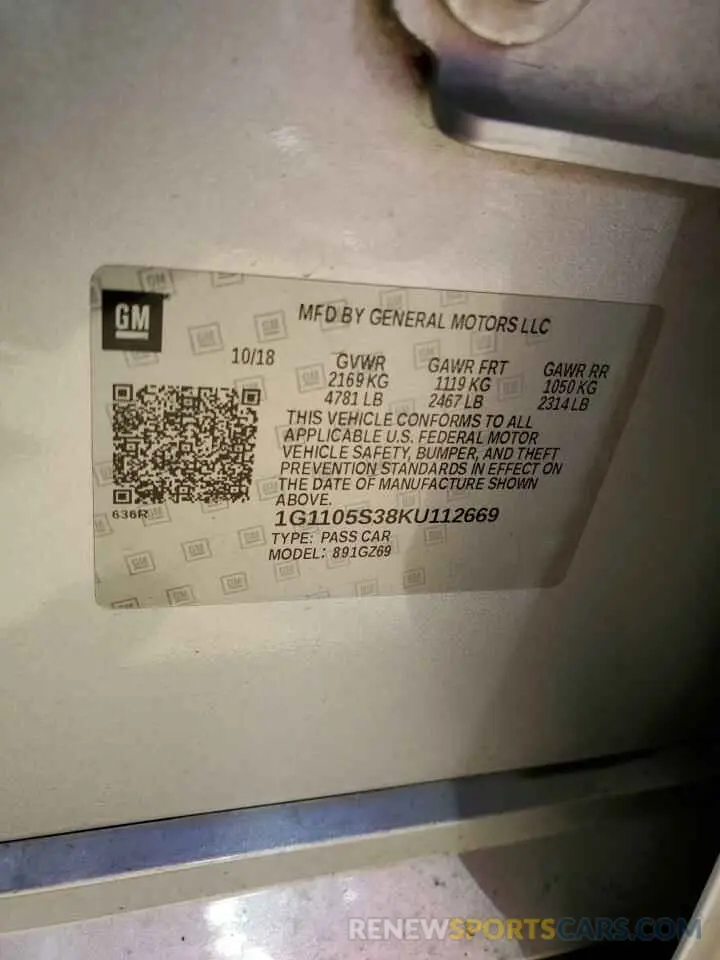 GM
MFD BY GENERAL MOTORS LLC
10/18 GVWR GAWR FRT GAWR RR
2169 KG 1119 KG 1050 KG
4781 LB 2467 LB 2314 LB
THIS VEHICLE CONFORMS TO ALL
APPLICABLE U.S. FEDERAL MOTOR
VEHICLE SAFETY, BUMPER, AND THEFT
PREVENTION STANDARDS IN EFFECT ON
THE DATE OF MANUFACTURE SHOWN
ABOVE.
636R
1G1105S38KU112669
TYPE: PASS CAR
MODEL: 891GZ69
RENEWSPORTSCARS.COM